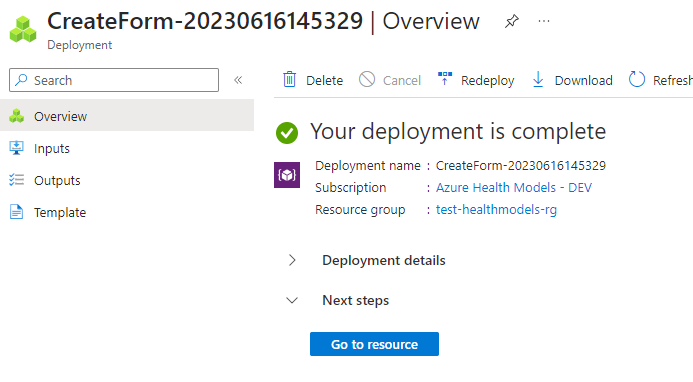 CreateForm-20230616145329 | Overview
Deployment
Search
Overview
Inputs
Outputs
Template
Delete Cancel Redeploy Download Refresh
Your deployment is complete
Deployment name : CreateForm-20230616145329
Subscription : Azure Health Models - DEV
Resource group : test-healthmodels-rg
Deployment details
Next steps
Go to resource